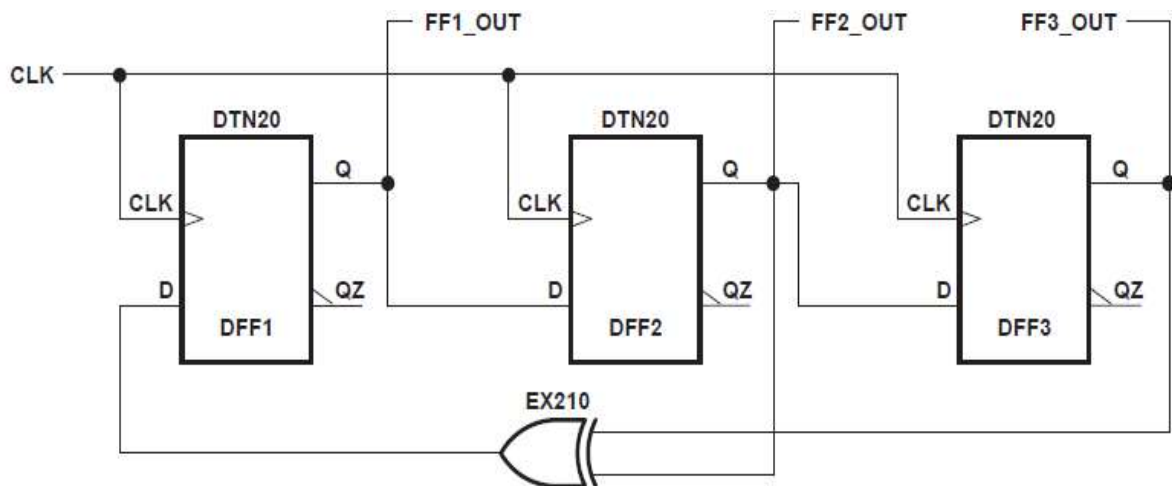 FF1_OUT FF2_OUT FF3_OUT
CLK
DTN20 DTN20 DTN20
Q Q Q
CLK CLK CLK
D QZ D QZ D QZ
DFF1 DFF2 DFF3
EX210